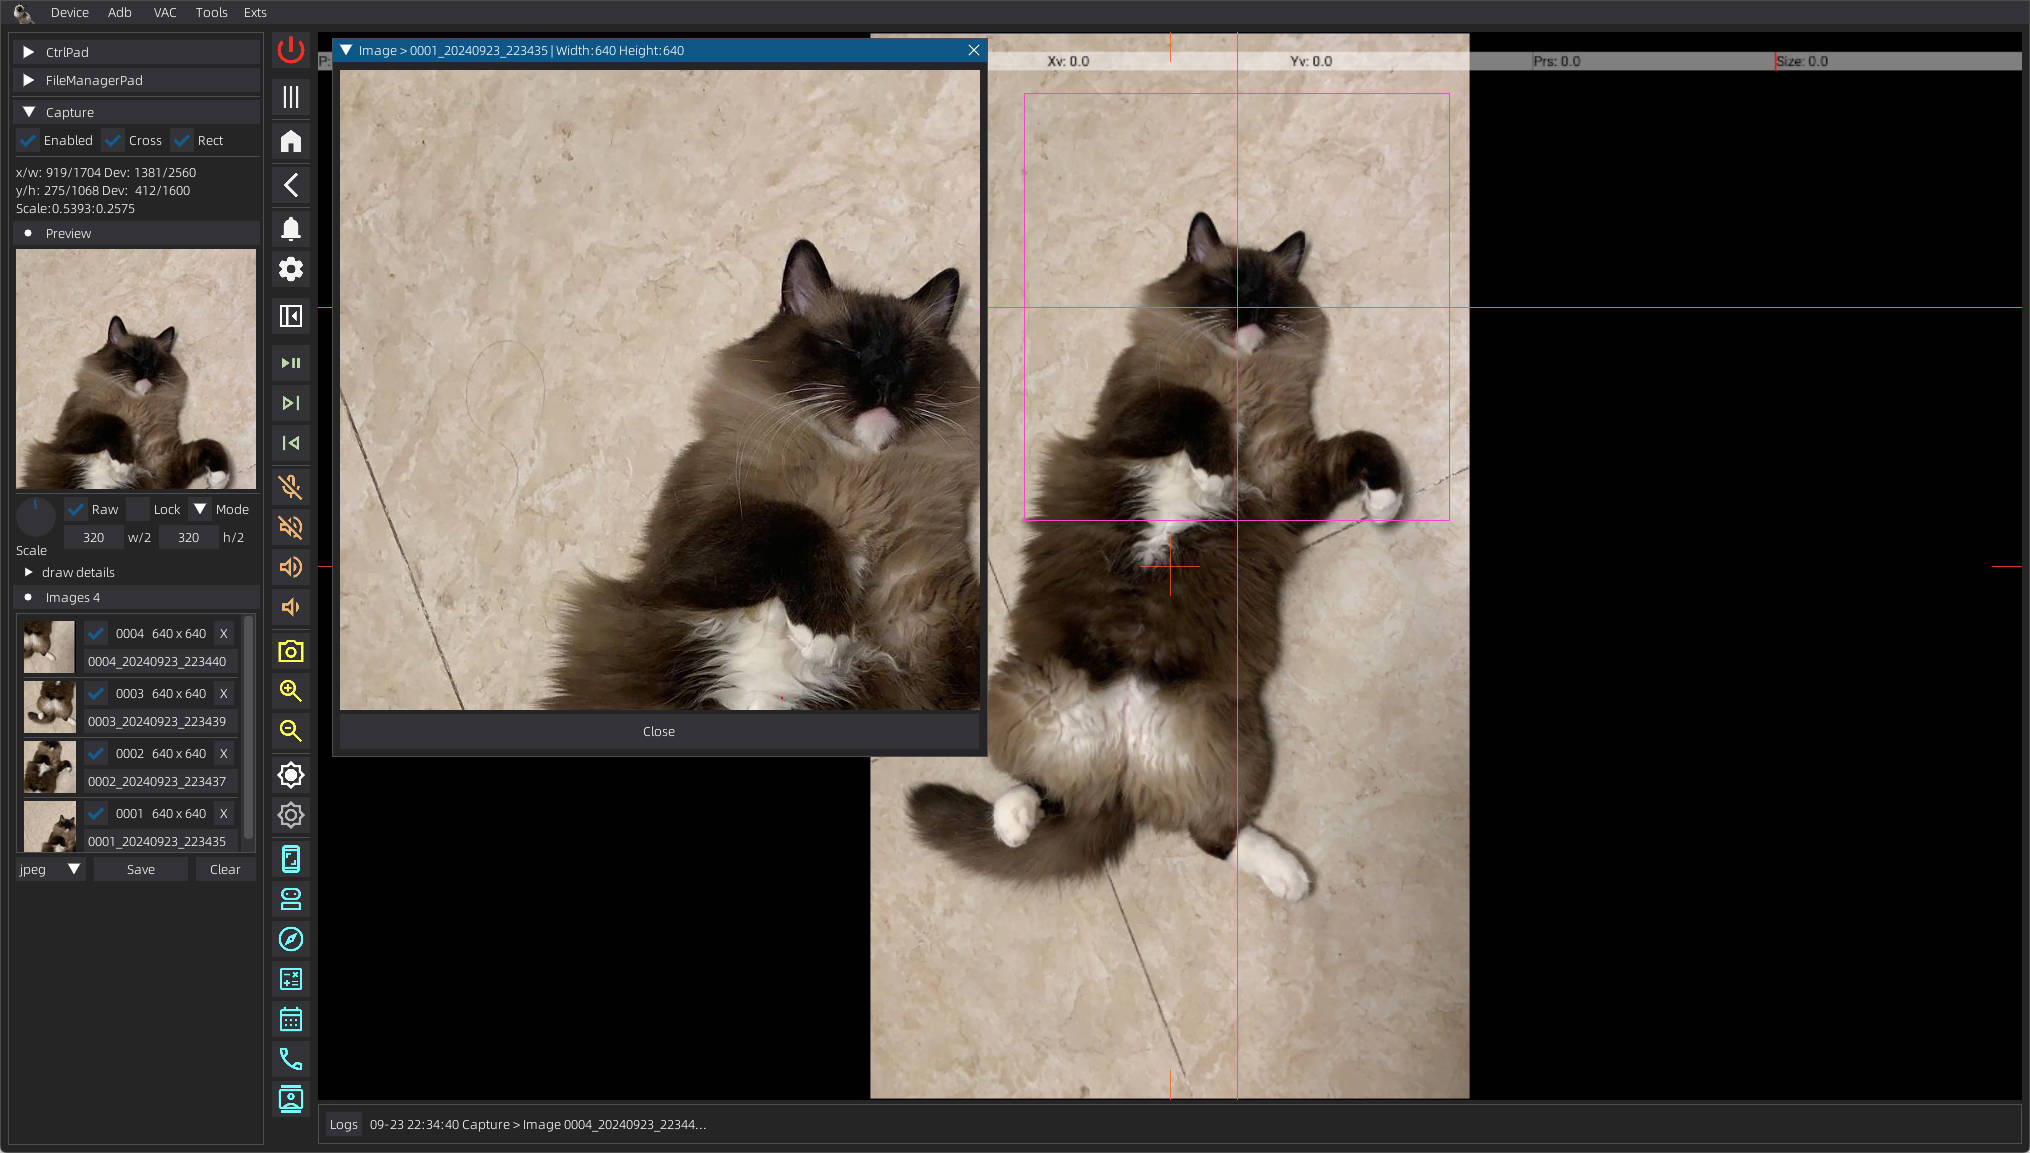 Device Adb VAC Tools Exts
CtrlPad
FileManagerPad
Capture
Enabled Cross Rect
x/w: 919/1704 Dev: 1381/2560
y/h: 275/1068 Dev: 412/1600
Scale:0.5393:0.2575
Preview
Raw Lock Mode
320 w/2 320 h/2
Scale
draw details
Images 4
0004 640 x 640 X
0004_20240923_223440
0003 640 x 640 X
0003_20240923_223439
0002 640 x 640 X
0002_20240923_223437
0001 640 x 640 X
0001_20240923_223435
jpeg Save Clear
Image > 0001_20240923_223435 | Width:640 Height:640
Close
P: Xv: 0.0 Yv: 0.0 Prs: 0.0 Size: 0.0
Logs 09-23 22:34:40 Capture > Image 0004_20240923_22344...